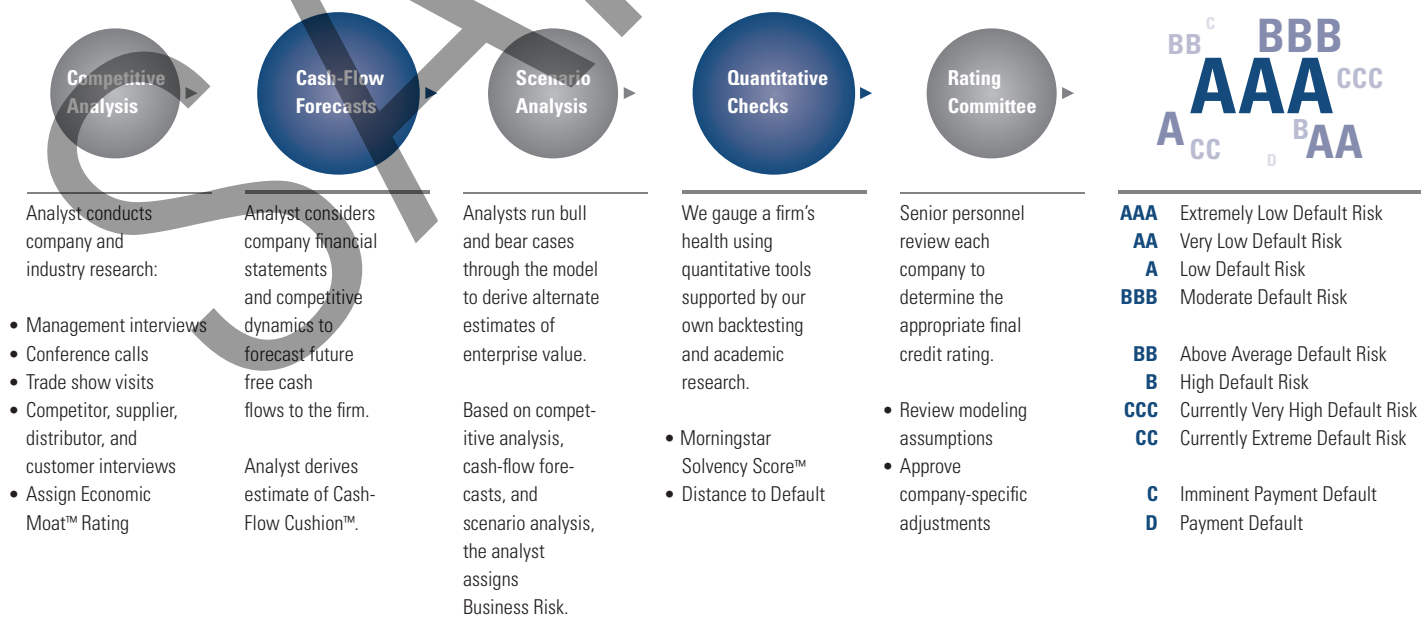 Competitive
Analysis
Cash-Flow
Forecasts
Scenario
Analysis
Quantitative
Checks
Rating
Committee
C
BB
BBB
AAA
CCC
A
CC
B
AA
D
Analyst conducts
company and
industry research:
• Management interviews
• Conference calls
• Trade show visits
• Competitor, supplier,
distributor, and
customer interviews
• Assign Economic
Moat™ Rating
Analyst considers
company financial
statements
and competitive
dynamics to
forecast future
free cash
flows to the firm.
Analyst derives
estimate of Cash-
Flow Cushion™.
Analysts run bull
and bear cases
through the model
to derive alternate
estimates of
enterprise value.
Based on compet-
itive analysis,
cash-flow fore-
casts, and
scenario analysis,
the analyst
assigns
Business Risk.
We gauge a firm’s
health using
quantitative tools
supported by our
own backtesting
and academic
research.
• Morningstar
Solvency Score™
• Distance to Default
Senior personnel
review each
company to
determine the
appropriate final
credit rating.
• Review modeling
assumptions
• Approve
company-specific
adjustments
AAA Extremely Low Default Risk
AA Very Low Default Risk
A Low Default Risk
BBB Moderate Default Risk
BB Above Average Default Risk
B High Default Risk
CCC Currently Very High Default Risk
CC Currently Extreme Default Risk
C Imminent Payment Default
D Payment Default